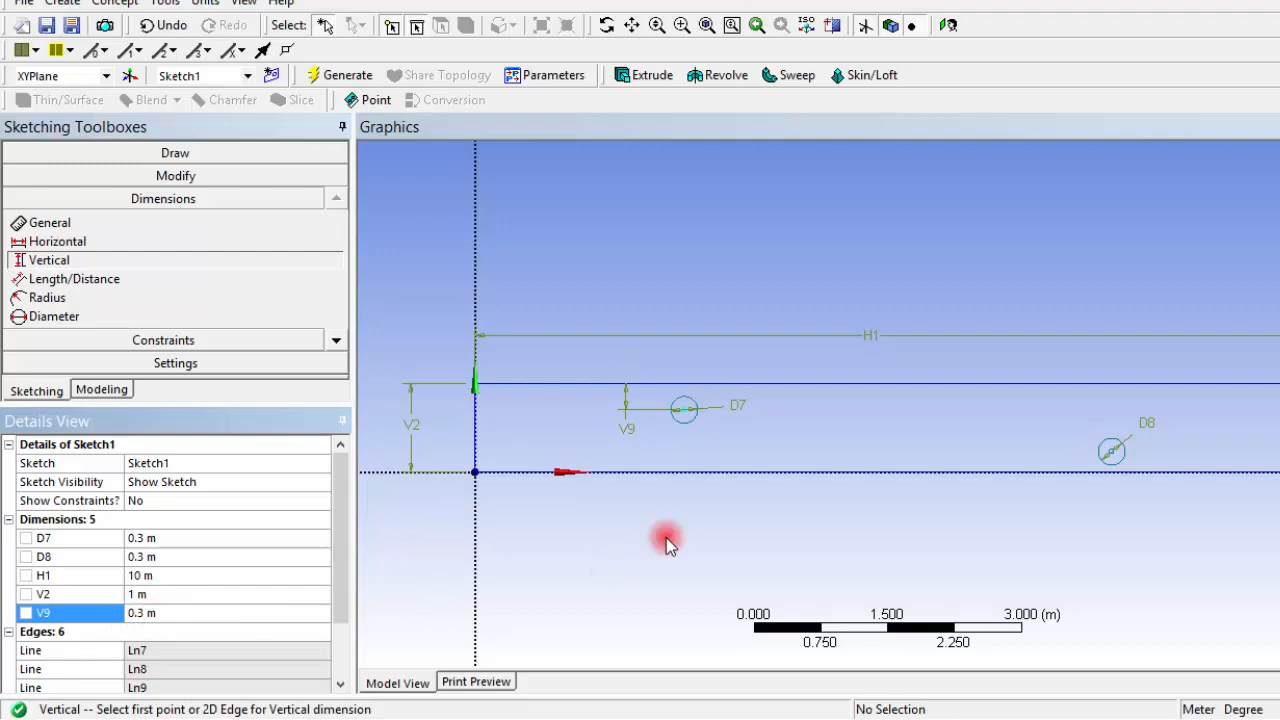 File Create Concept Tools Units View Help
Undo Redo Select: ISO
XYPlane Sketch1 Generate Share Topology Parameters Extrude Revolve Sweep Skin/Loft
Thin/Surface Blend Chamfer Slice Point Conversion
Sketching Toolboxes
Draw
Modify
Dimensions
General
Horizontal
Vertical
Length/Distance
Radius
Diameter
Constraints
Settings
Sketching Modeling
Details View
Details of Sketch1
Sketch Sketch1
Sketch Visibility Show Sketch
Show Constraints? No
Dimensions: 5
D7 0.3 m
D8 0.3 m
H1 10 m
V2 1 m
V9 0.3 m
Edges: 6
Line Ln7
Line Ln8
Line Ln9
Graphics
H1
D7
V2
V9
D8
0.000 1.500 3.000 (m)
0.750 2.250
Model View Print Preview
Vertical -- Select first point or 2D Edge for Vertical dimension No Selection Meter Degree